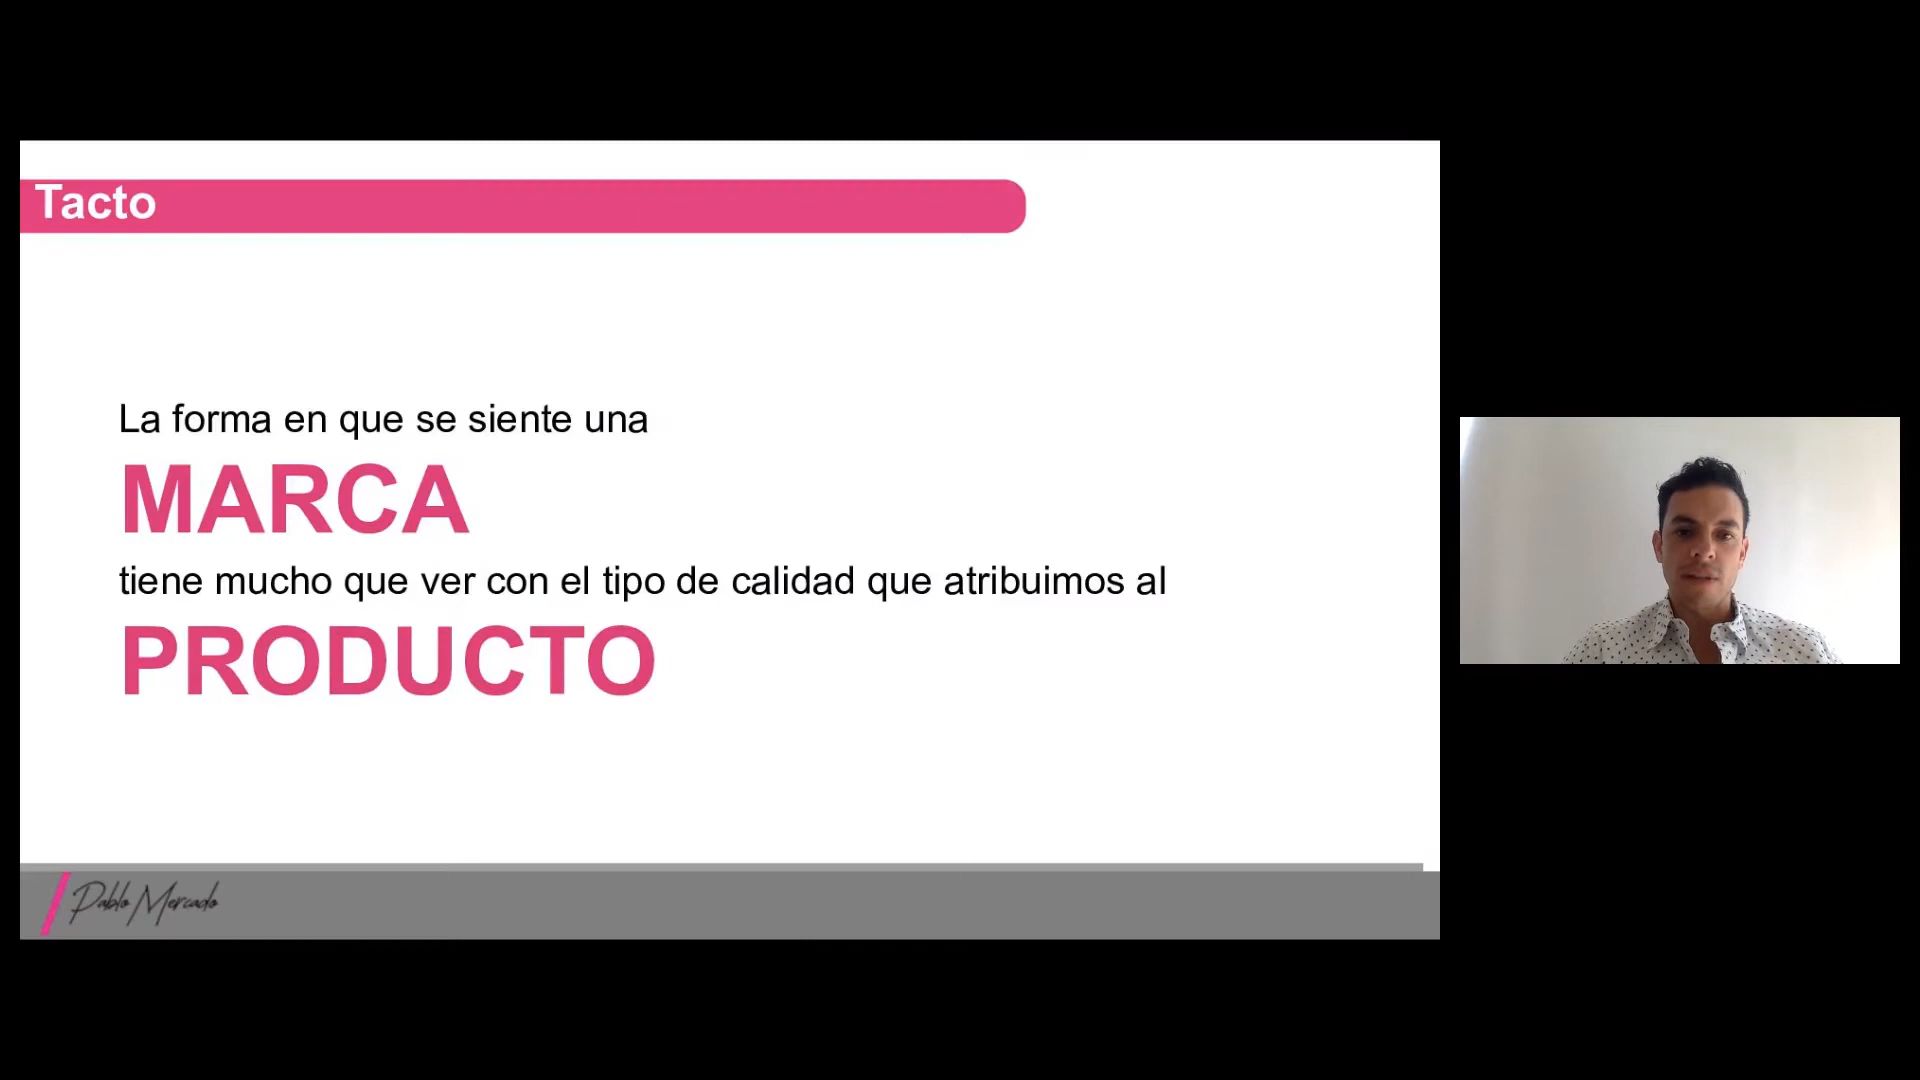 Tacto
La forma en que se siente una
MARCA
tiene mucho que ver con el tipo de calidad que atribuimos al
PRODUCTO
Pablo Mercado